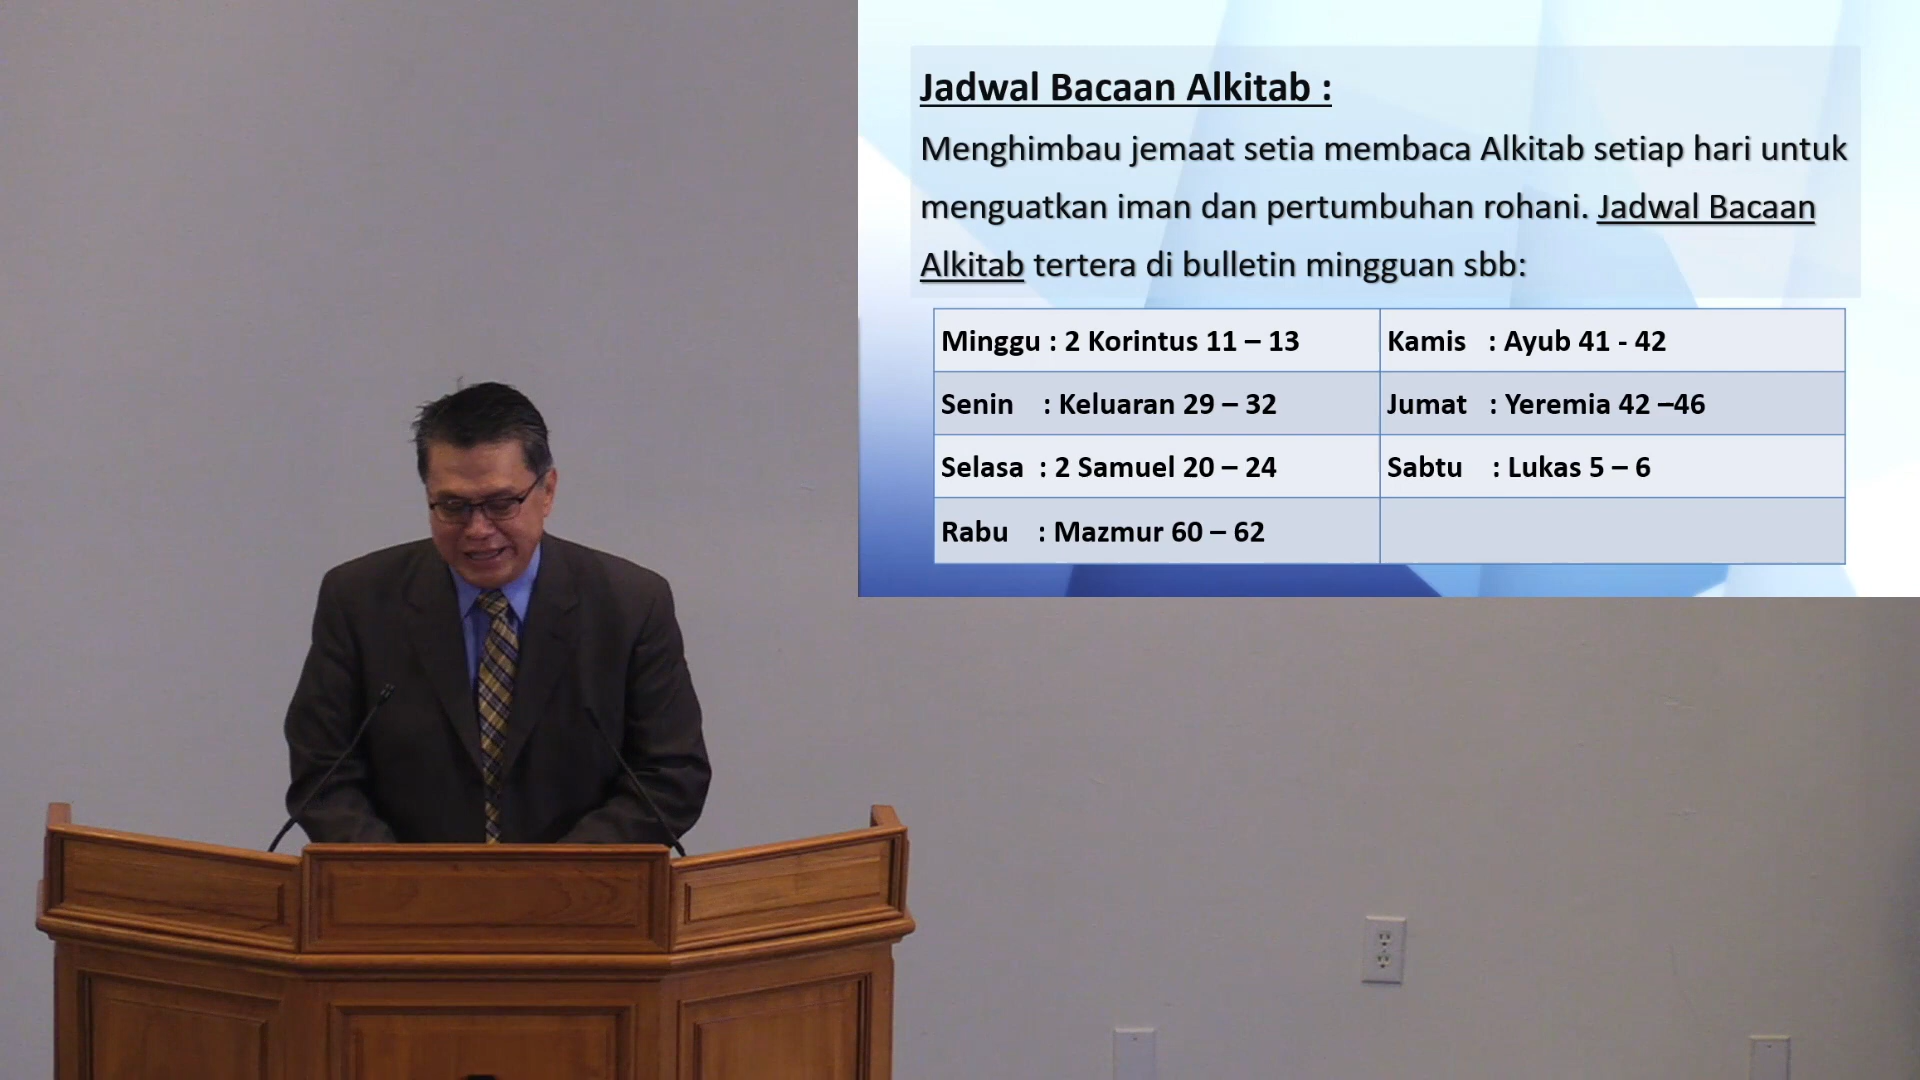 Jadwal Bacaan Alkitab :
Menghimbau jemaat setia membaca Alkitab setiap hari untuk
menguatkan iman dan pertumbuhan rohani. Jadwal Bacaan
Alkitab tertera di bulletin mingguan sbb:
Minggu : 2 Korintus 11 – 13
Kamis : Ayub 41 - 42
Senin : Keluaran 29 – 32
Jumat : Yeremia 42 –46
Selasa : 2 Samuel 20 – 24
Sabtu : Lukas 5 – 6
Rabu : Mazmur 60 – 62